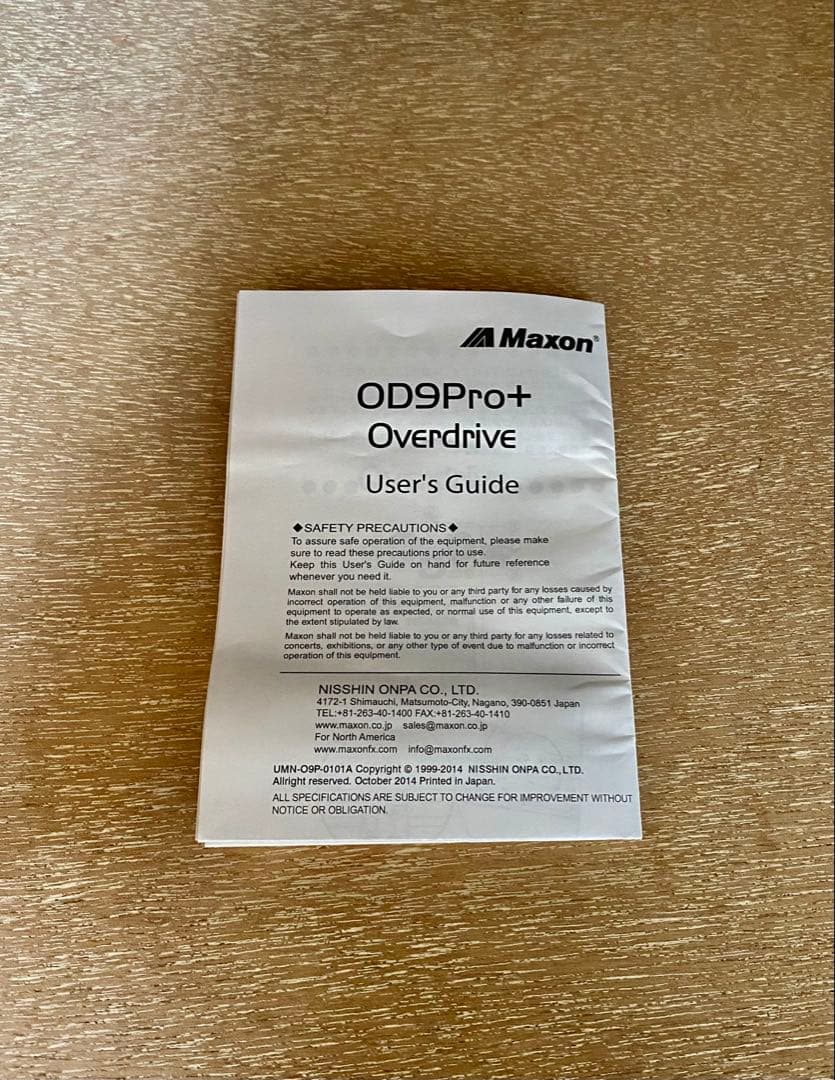 Maxon®
OD9Pro+
Overdrive
User's Guide
◆SAFETY PRECAUTIONS◆
To assure safe operation of the equipment, please make
sure to read these precautions prior to use.
Keep this User's Guide on hand for future reference
whenever you need it.
Maxon shall not be held liable to you or any third party for any losses caused by
incorrect operation of this equipment, malfunction or any other failure of this
equipment to operate as expected, or normal use of this equipment, except to
the extent stipulated by law.
Maxon shall not be held liable to you or any third party for any losses related to
concerts, exhibitions, or any other type of event due to malfunction or incorrect
operation of this equipment.
NISSHIN ONPA CO., LTD.
4172-1 Shimauchi, Matsumoto-City, Nagano, 390-0851 Japan
TEL:+81-263-40-1400 FAX:+81-263-40-1410
www.maxon.co.jp sales@maxon.co.jp
For North America
www.maxonfx.com info@maxonfx.com
UMN-O9P-0101A Copyright © 1999-2014 NISSHIN ONPA CO.,LTD.
Allright reserved. October 2014 Printed in Japan.
ALL SPECIFICATIONS ARE SUBJECT TO CHANGE FOR IMPROVEMENT WITHOUT
NOTICE OR OBLIGATION.